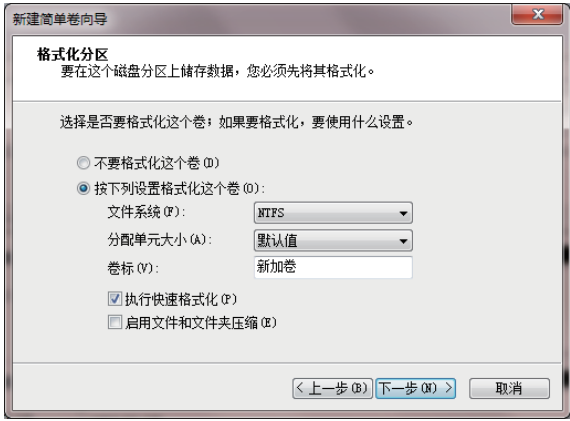 新建简单卷向导
格式化分区
要在这个磁盘分区上储存数据，您必须先将其格式化。
选择是否要格式化这个卷；如果要格式化，要使用什么设置。
不要格式化这个卷(D)
按下列设置格式化这个卷(O):
文件系统(F): NTFS
分配单元大小(A): 默认值
卷标(V): 新加卷
执行快速格式化(P)
启用文件和文件夹压缩(E)
< 上一步(B) 下一步(N) > 取消